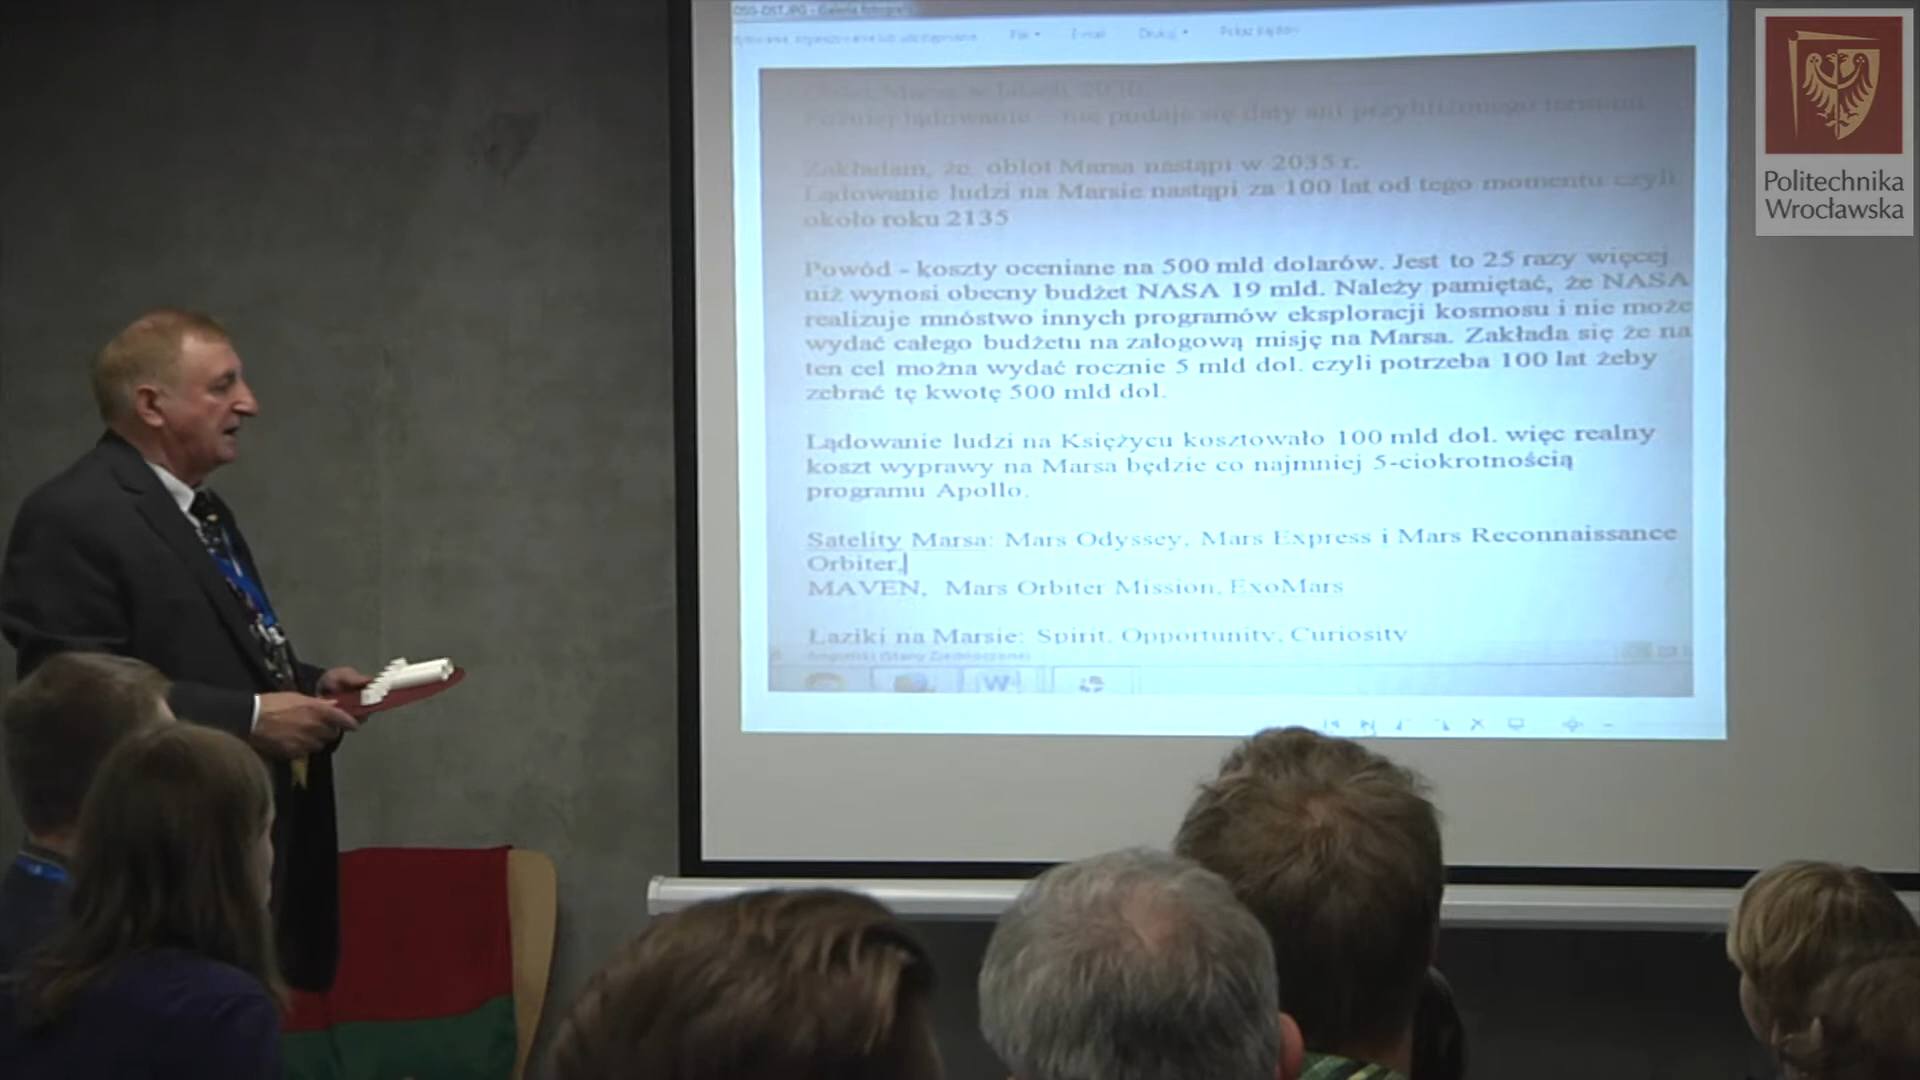 Politechnika
Wrocławska
Zakładam, że oblot Marsa nastąpi w 2035 r.
Lądowanie ludzi na Marsie nastąpi za 100 lat od tego momentu czyli
około roku 2135
Powód - koszty oceniane na 500 mld dolarów. Jest to 25 razy więcej
niż wynosi obecny budżet NASA 19 mld. Należy pamiętać, że NASA
realizuje mnóstwo innych programów eksploracji kosmosu i nie może
wydać całego budżetu na załogową misję na Marsa. Zakłada się że na
ten cel można wydać rocznie 5 mld dol. czyli potrzeba 100 lat żeby
zebrać tę kwotę 500 mld dol.
Lądowanie ludzi na Księżycu kosztowało 100 mld dol. więc realny
koszt wyprawy na Marsa będzie co najmniej 5-ciokrotnością
programu Apollo.
Satelity Marsa: Mars Odyssey, Mars Express i Mars Reconnaissance
Orbiter,
MAVEN, Mars Orbiter Mission, ExoMars
Łaziki na Marsie: Spirit, Opportunity, Curiosity